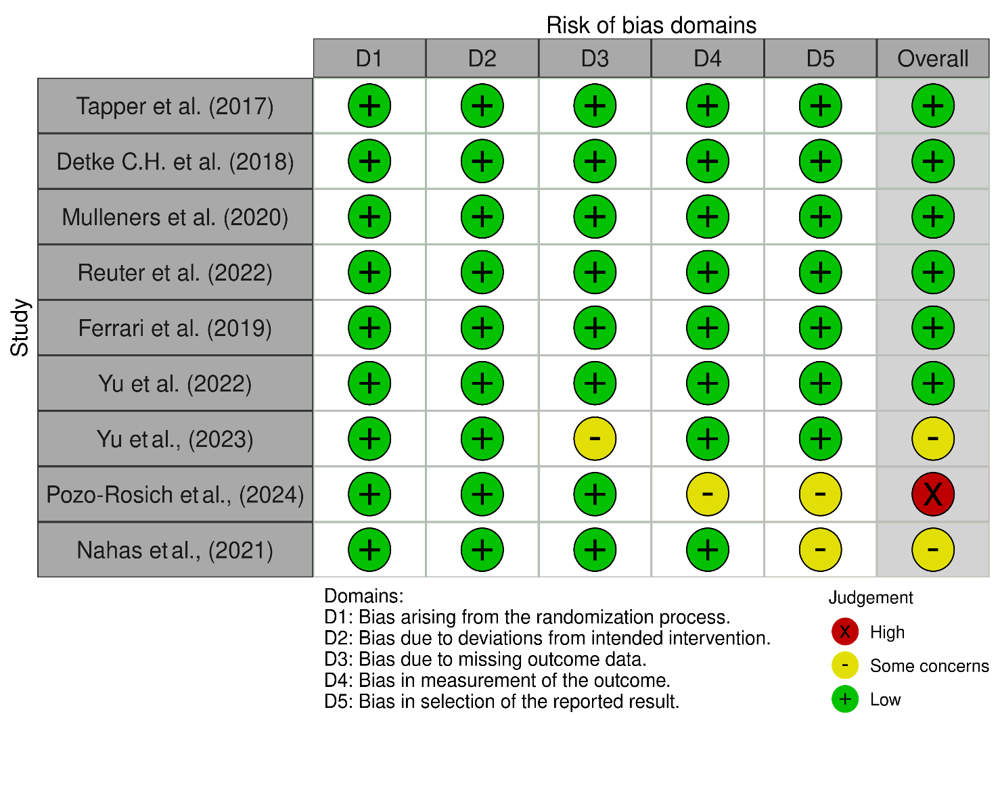 Risk of bias domains
D1 D2 D3 D4 D5 Overall
Study
Tapper et al. (2017) + + + + + +
Detke C.H. et al. (2018) + + + + + +
Mulleners et al. (2020) + + + + + +
Reuter et al. (2022) + + + + + +
Ferrari et al. (2019) + + + + + +
Yu et al. (2022) + + + + + +
Yu et al., (2023) + + - + + -
Pozo-Rosich et al., (2024) + + + - - X
Nahas et al., (2021) + + + + - -
Domains:
D1: Bias arising from the randomization process.
D2: Bias due to deviations from intended intervention.
D3: Bias due to missing outcome data.
D4: Bias in measurement of the outcome.
D5: Bias in selection of the reported result.
Judgement
X High
- Some concerns
+ Low